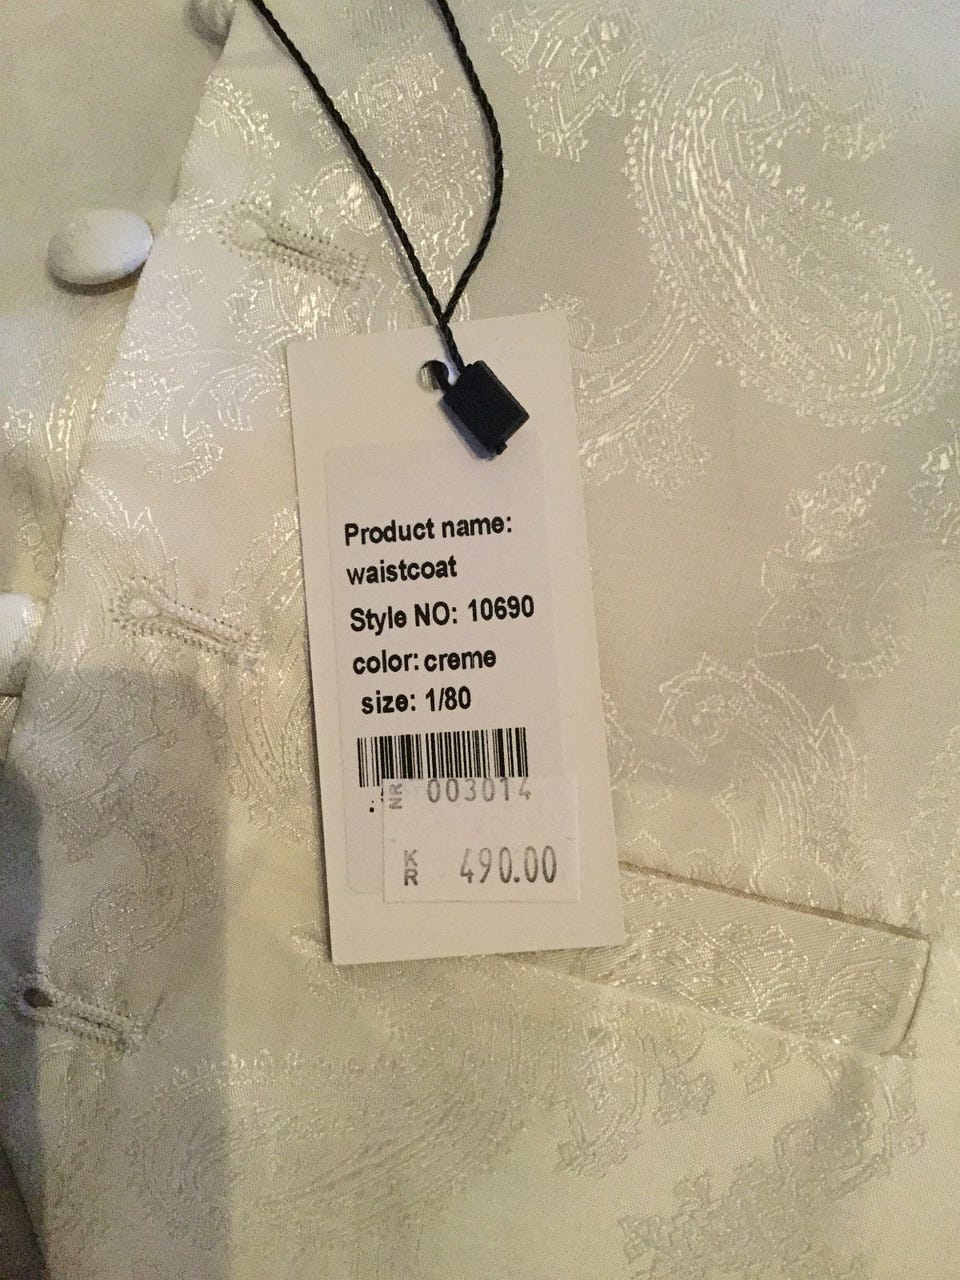 Product name:
waistcoat
Style NO: 10690
color: creme
size: 1/80
NR 003014
KR 490.00